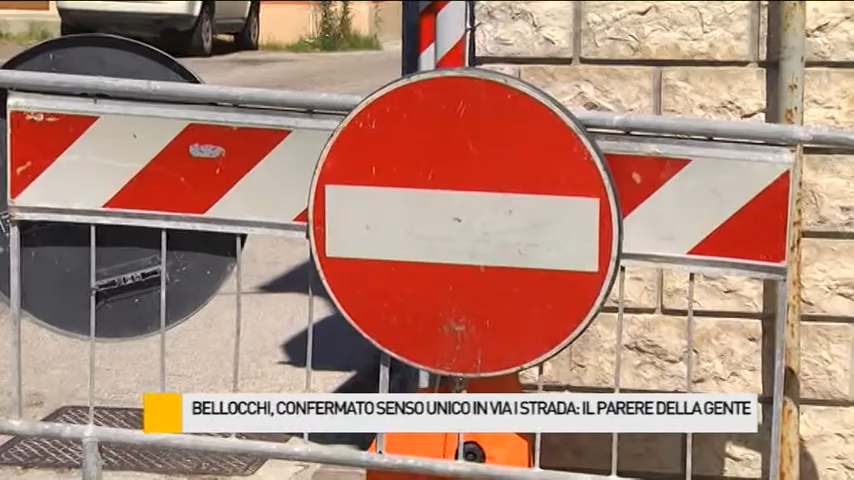 BELLOCCHI, CONFERMATO SENSO UNICO IN VIA I STRADA: IL PARERE DELLA GENTE